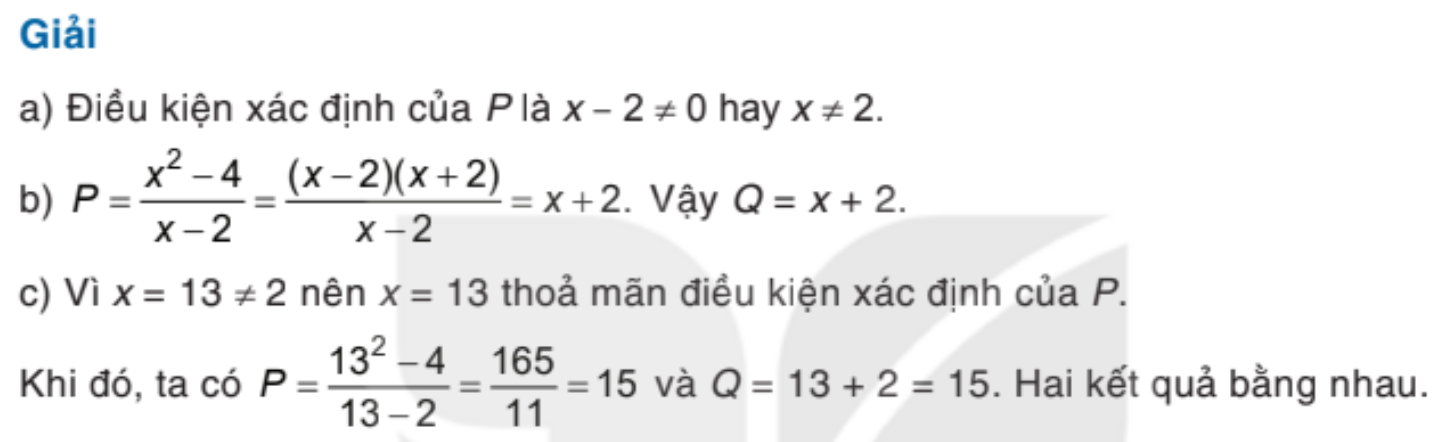 Giải
a) Điều kiện xác định của P là x – 2 ≠ 0 hay x ≠ 2.
b) P = (x² – 4)/(x – 2) = ((x – 2)(x + 2))/(x – 2) = x + 2. Vậy Q = x + 2.
c) Vì x = 13 ≠ 2 nên x = 13 thoả mãn điều kiện xác định của P.
Khi đó, ta có P = (13² – 4)/(13 – 2) = 165/11 = 15 và Q = 13 + 2 = 15. Hai kết quả bằng nhau.